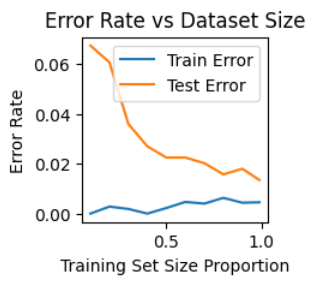 Error Rate vs Dataset Size
Train Error
Test Error
Error Rate
0.06
0.04
0.02
0.00
0.5
1.0
Training Set Size Proportion